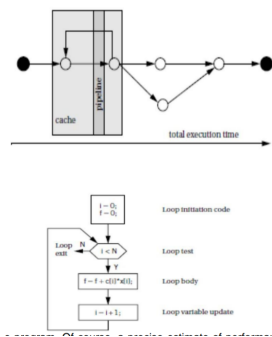 pipeline
cache
total execution time
i = 0;
f = 0;
Loop initiation code
Loop exit
N
i < N
Loop test
Y
f = f + c[i]*x[i];
Loop body
i = i + 1;
Loop variable update
program. Of course, a precise estimate of performa